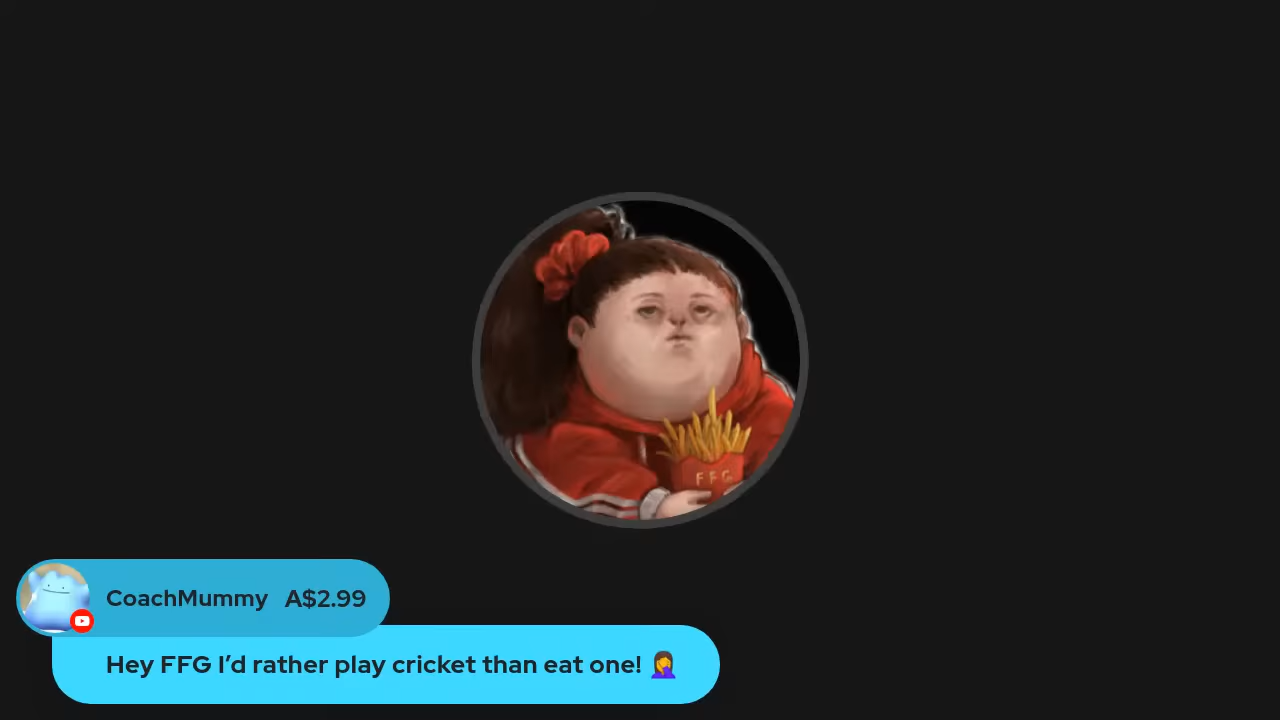 FFG
CoachMummy A$2.99
Hey FFG I’d rather play cricket than eat one! 🤦‍♀️